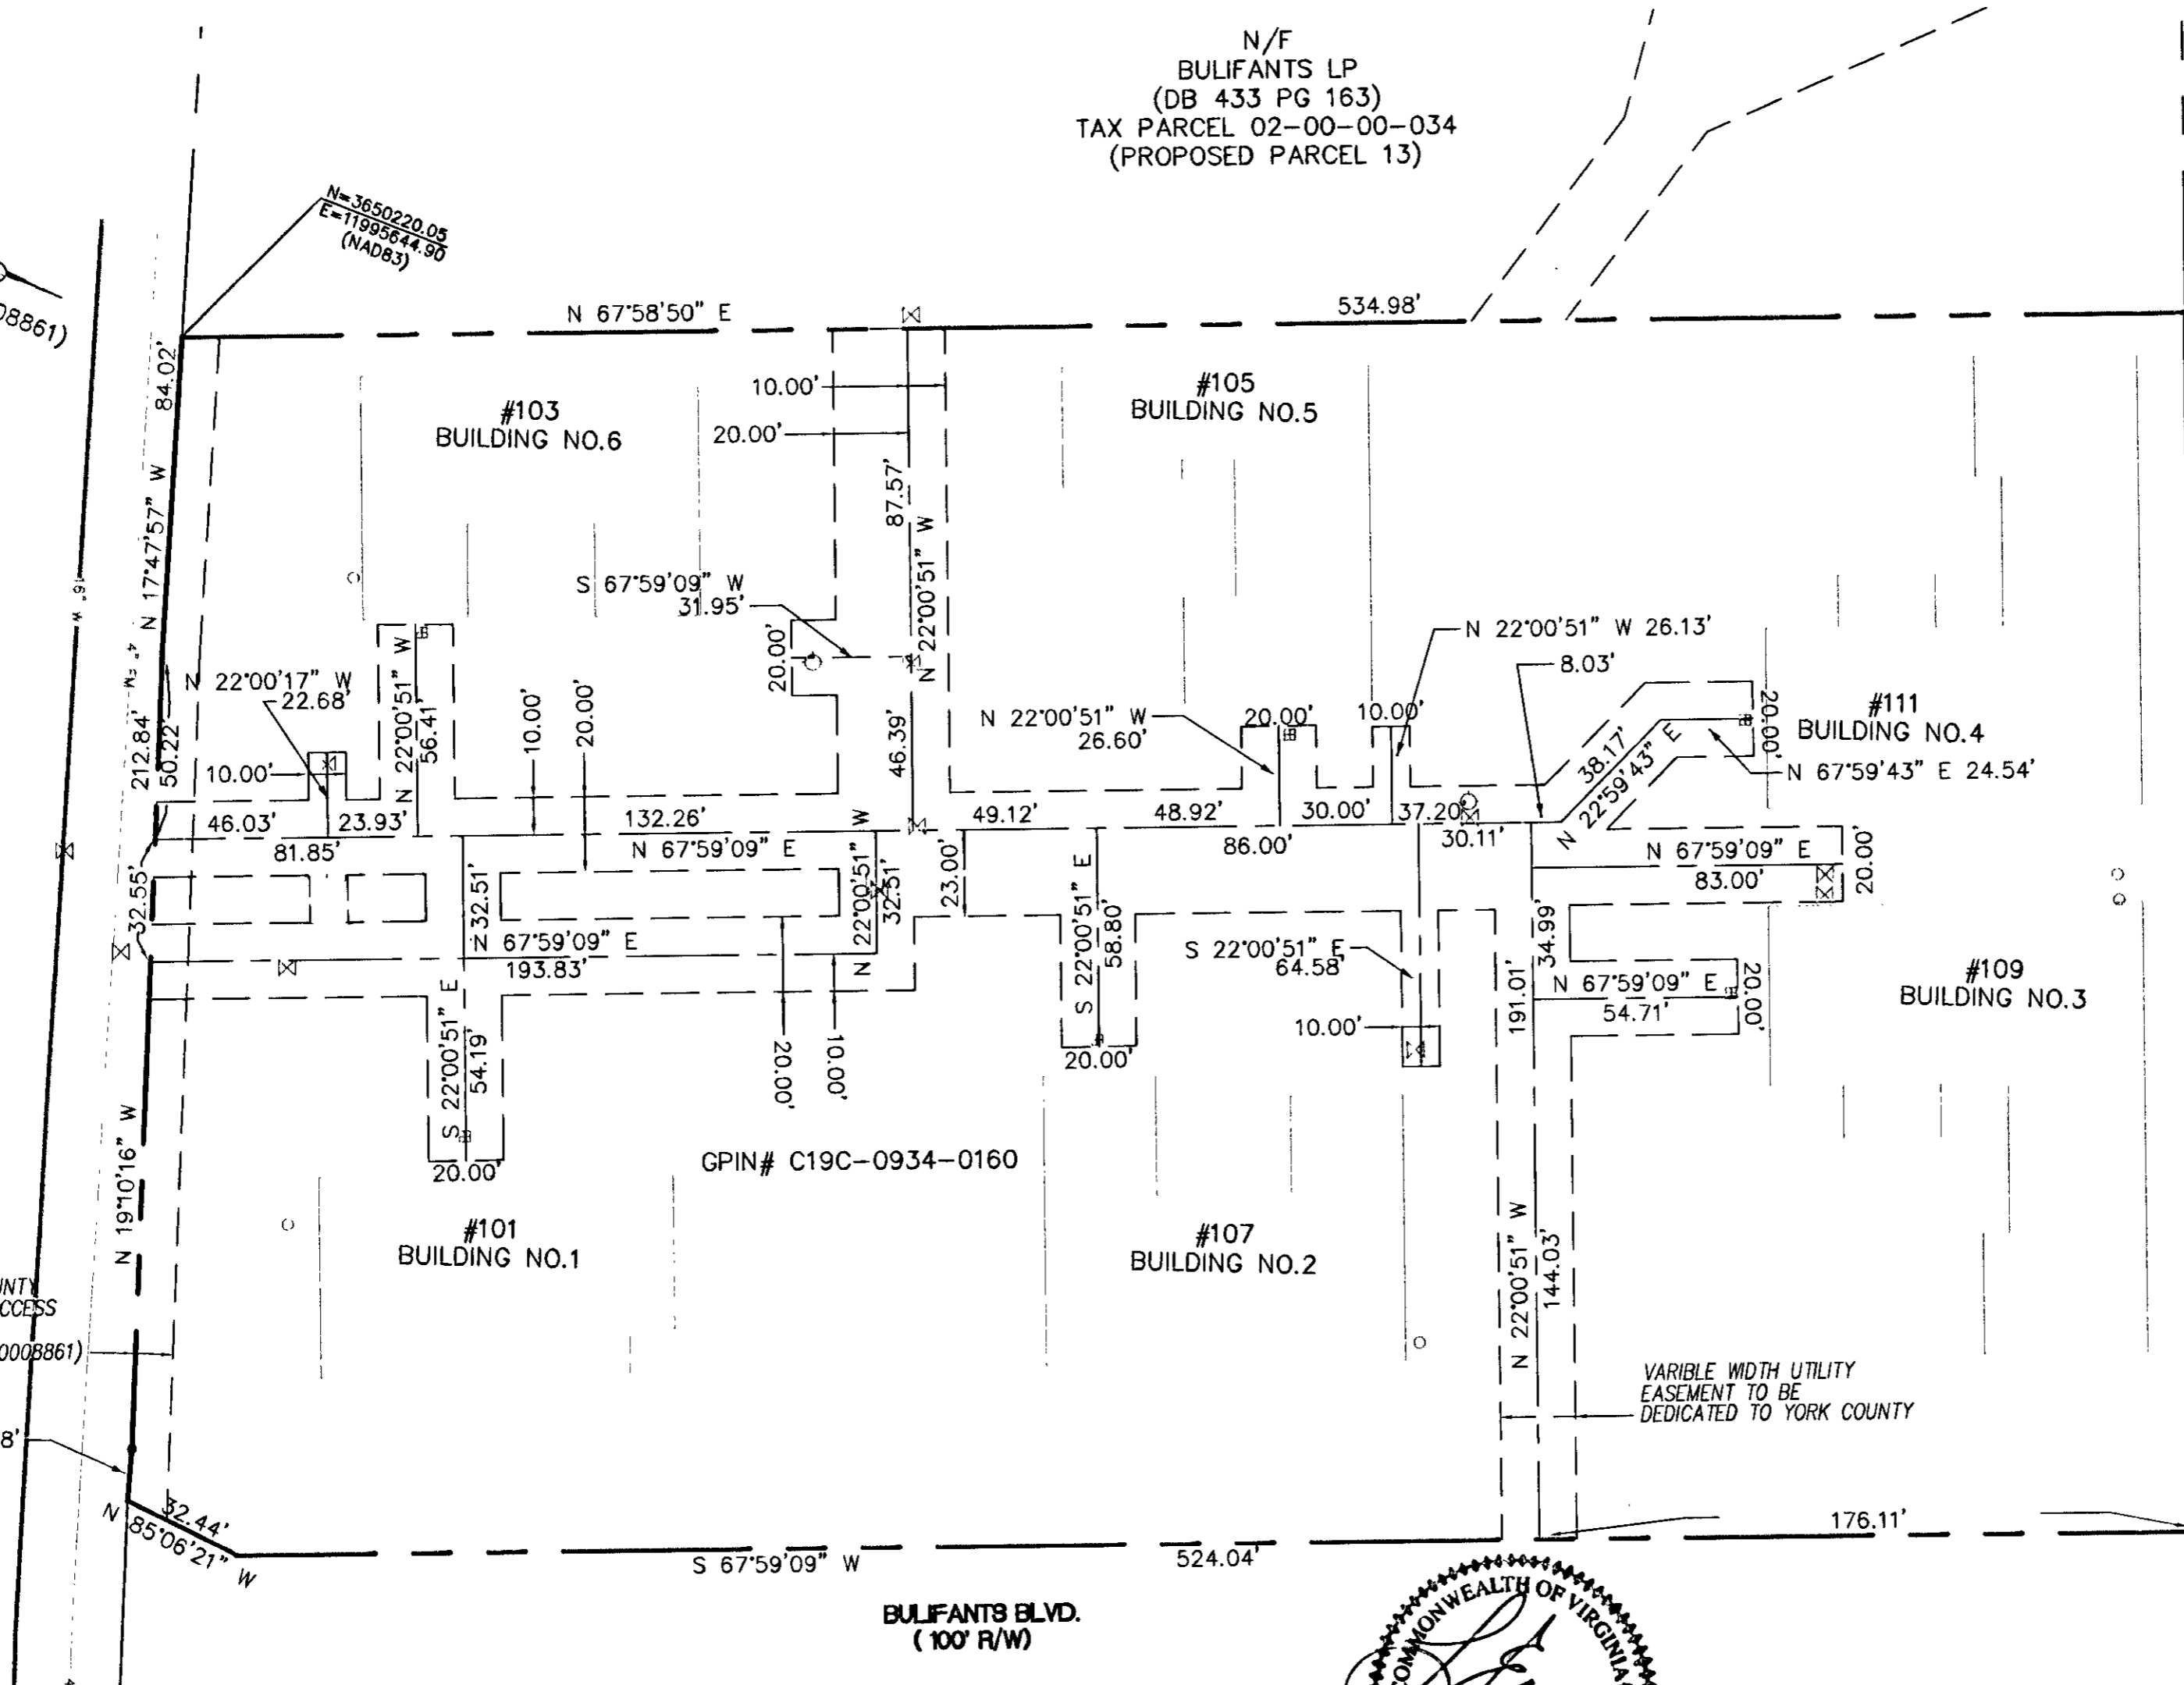 N/F
BULIFANTS LP
(DB 433 PG 163)
TAX PARCEL 02-00-00-034
(PROPOSED PARCEL 13)
N=3650220.05
E=11995644.90
(NAD83)
08861)
N 67°58'50" E
534.98'
84.02'
N 17°47'57" W
#103
BUILDING NO.6
10.00'
20.00'
#105
BUILDING NO.5
87.57'
N 22°00'51" W
S 67°59'09" W
31.95'
20.00'
46.39'
16" W
4" FM
212.84'
50.22'
N 22°00'17" W
22.68'
10.00'
N 22°00'51" W
56.41'
10.00'
20.00'
N 22°00'51" W
26.60'
20.00'
10.00'
N 22°00'51" W 26.13'
8.03'
38.17'
N 22°59'43" E
20.00'
#111
BUILDING NO.4
N 67°59'43" E 24.54'
46.03'
23.93'
81.85'
132.26'
N 67°59'09" E
49.12'
48.92'
30.00'
37.20'
86.00'
30.11'
N 67°59'09" E
83.00'
20.00'
32.55'
N 32.51'
N 22°00'51" W
32.51'
23.00'
N 67°59'09" E
193.83'
S 22°00'51" E
58.80'
20.00'
S 22°00'51" E
64.58'
10.00'
34.99'
191.01'
N 67°59'09" E
54.71'
20.00'
#109
BUILDING NO.3
S 22°00'51" E
54.19'
20.00'
20.00'
10.00'
N 19°10'16" W
GPIN# C19C-0934-0160
#101
BUILDING NO.1
#107
BUILDING NO.2
N 22°00'51" W
144.03'
UNTY
CCESS
0008861)
8'
VARIBLE WIDTH UTILITY
EASEMENT TO BE
DEDICATED TO YORK COUNTY
32.44'
N 85°06'21" W
S 67°59'09" W
524.04'
176.11'
BULIFANTS BLVD.
( 100' R/W)
COMMONWEALTH OF VIRGINIA